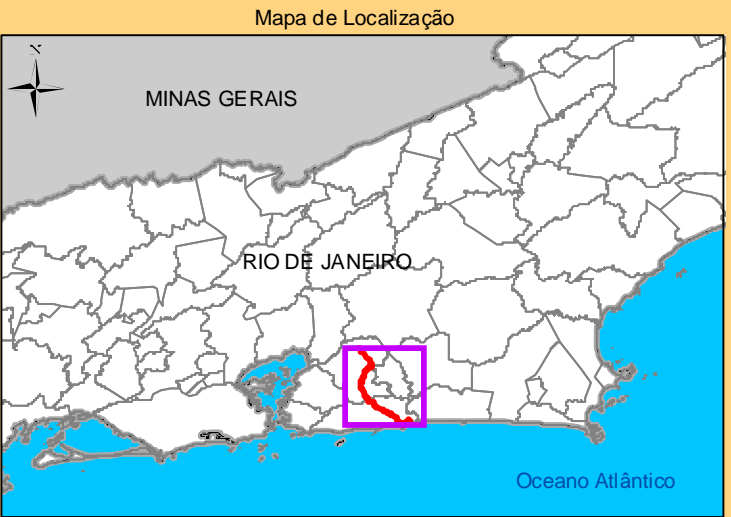 Mapa de Localização
N
MINAS GERAIS
RIO DE JANEIRO
Oceano Atlântico